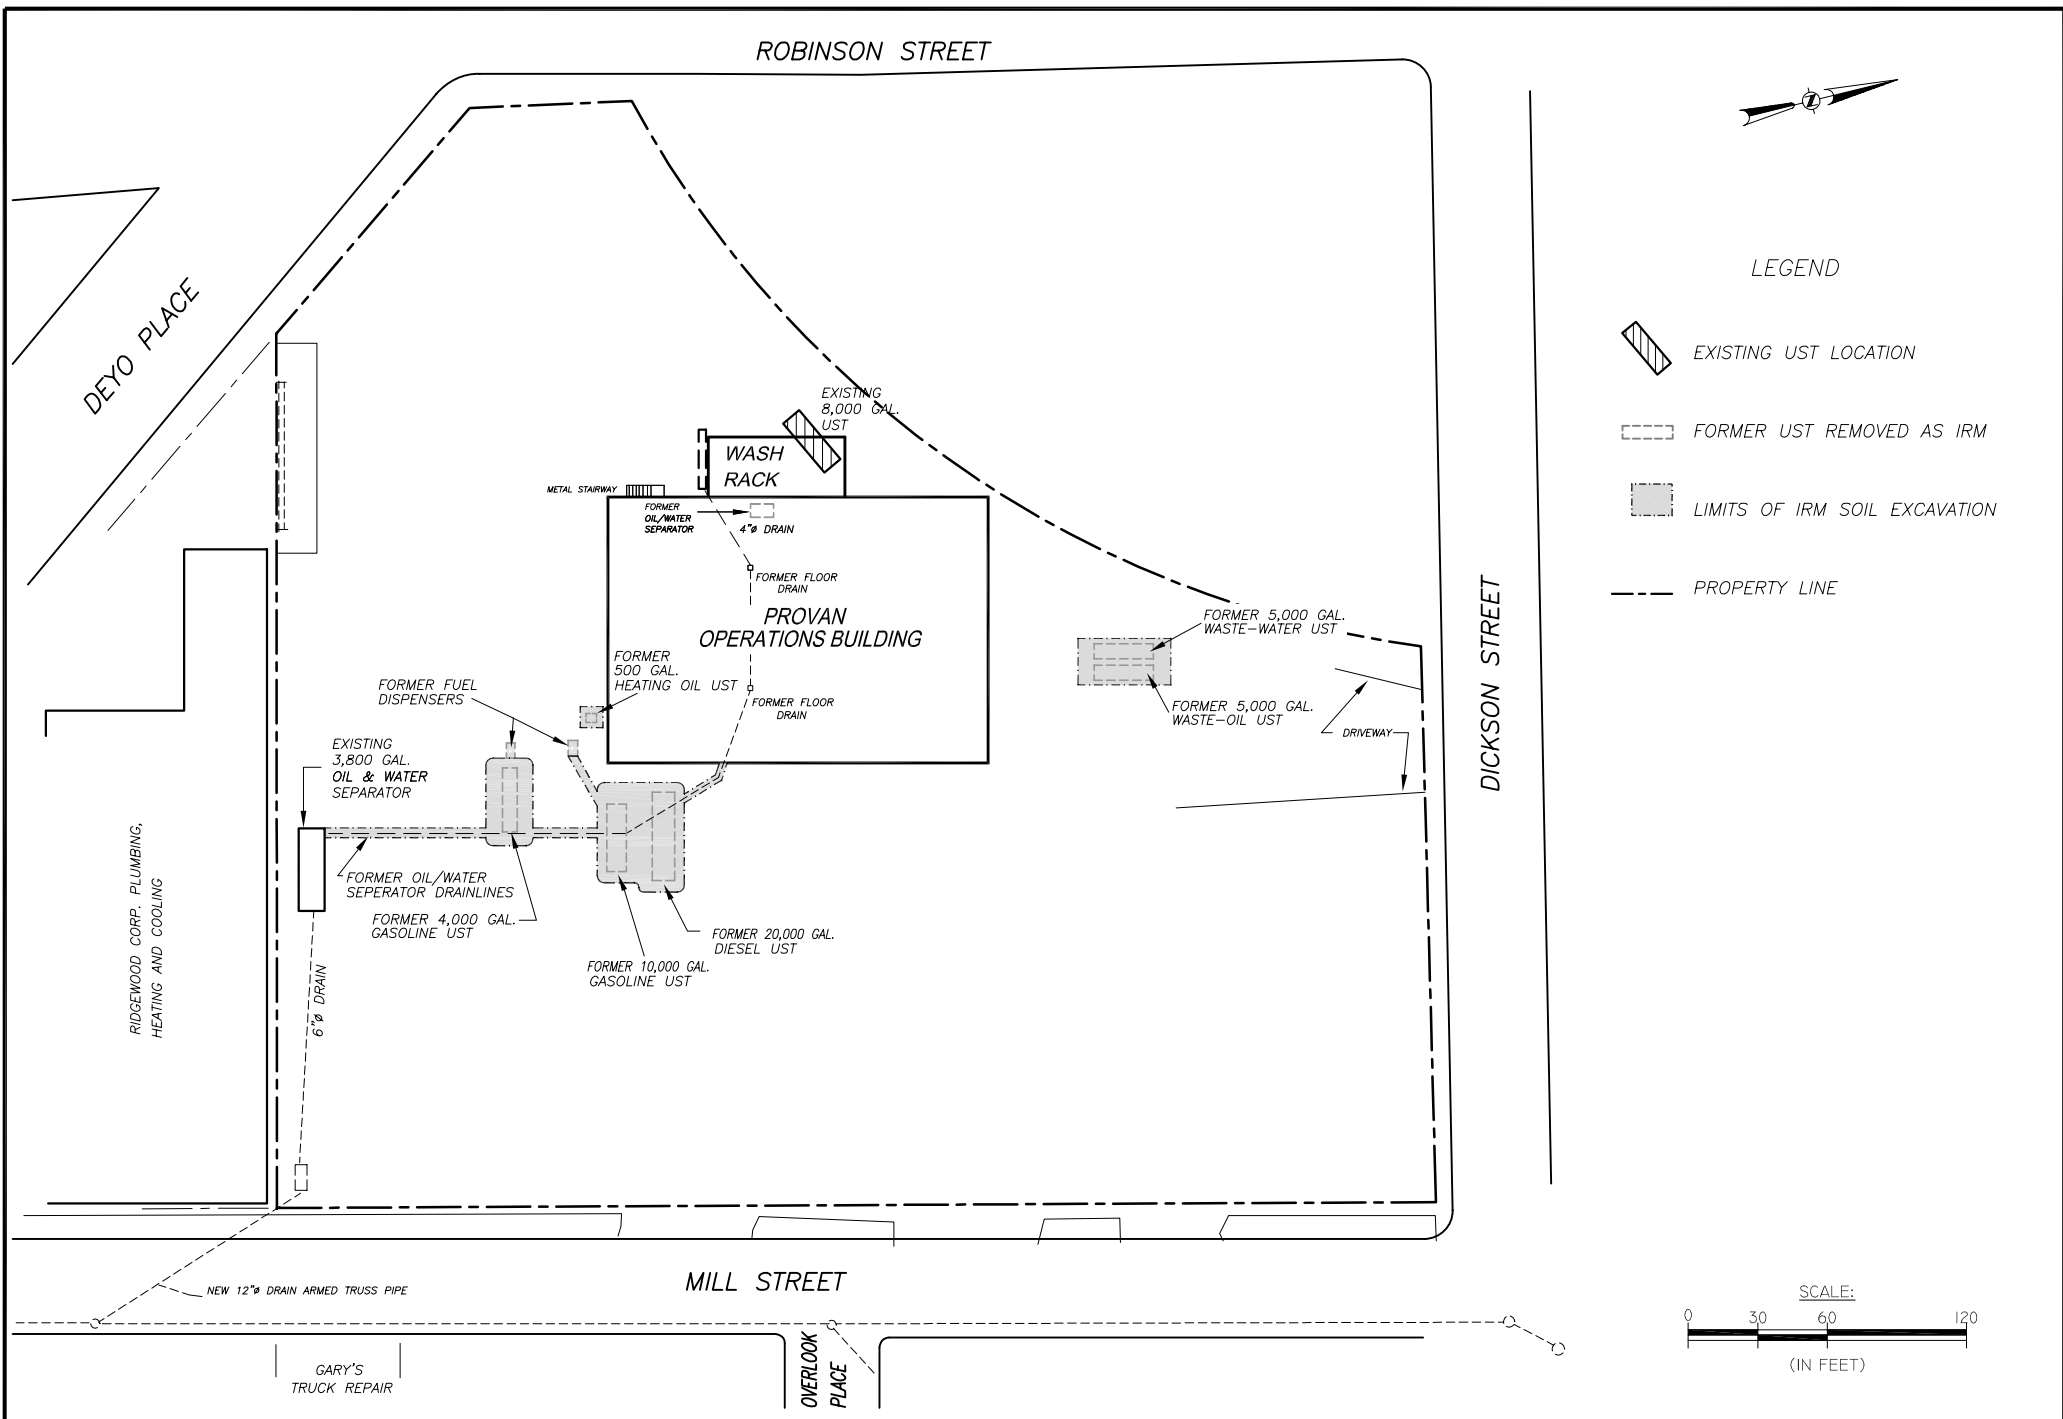 ROBINSON STREET
Z
DEYO PLACE
LEGEND
EXISTING UST LOCATION
FORMER UST REMOVED AS IRM
LIMITS OF IRM SOIL EXCAVATION
PROPERTY LINE
EXISTING
8,000 GAL.
UST
WASH
RACK
METAL STAIRWAY
FORMER
OIL/WATER
SEPARATOR
4"ø DRAIN
FORMER FLOOR
DRAIN
PROVAN
OPERATIONS BUILDING
FORMER
500 GAL.
HEATING OIL UST
FORMER FLOOR
DRAIN
FORMER 5,000 GAL.
WASTE-WATER UST
FORMER 5,000 GAL.
WASTE-OIL UST
DRIVEWAY
DICKSON STREET
FORMER FUEL
DISPENSERS
EXISTING
3,800 GAL.
OIL & WATER
SEPARATOR
FORMER OIL/WATER
SEPERATOR DRAINLINES
FORMER 4,000 GAL.
GASOLINE UST
FORMER 20,000 GAL.
DIESEL UST
FORMER 10,000 GAL.
GASOLINE UST
RIDGEWOOD CORP. PLUMBING,
HEATING AND COOLING
6"ø DRAIN
NEW 12"ø DRAIN ARMED TRUSS PIPE
MILL STREET
GARY'S
TRUCK REPAIR
OVERLOOK
PLACE
SCALE:
0 30 60 120
(IN FEET)